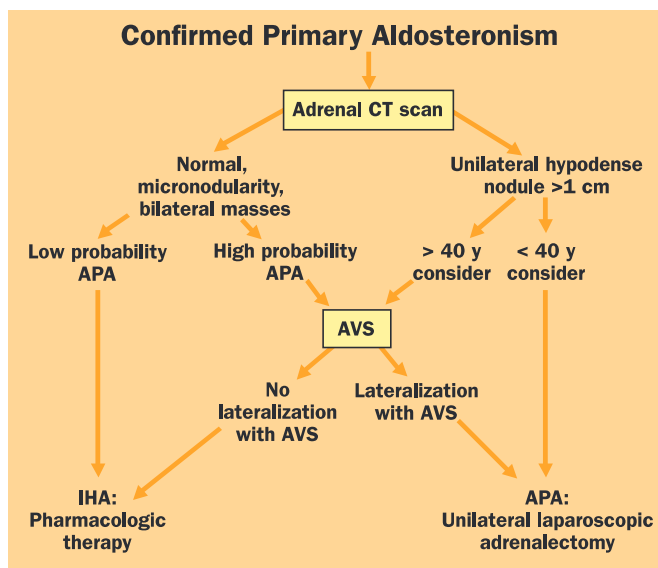 Confirmed Primary Aldosteronism
Adrenal CT scan
Normal,
micronodularity,
bilateral masses
Unilateral hypodense
nodule >1 cm
Low probability
APA
High probability
APA
> 40 y
consider
< 40 y
consider
AVS
No
lateralization
with AVS
Lateralization
with AVS
IHA:
Pharmacologic
therapy
APA:
Unilateral laparoscopic
adrenalectomy